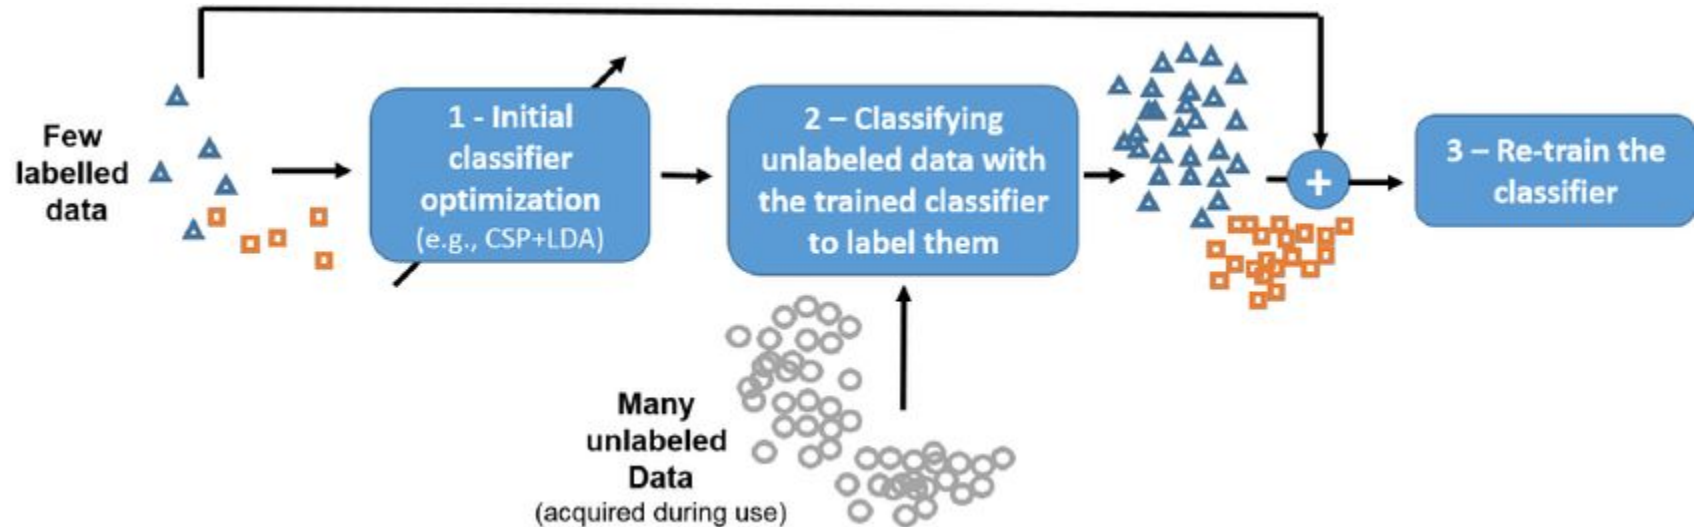 Few
labelled
data
1 - Initial
classifier
optimization
(e.g., CSP+LDA)
2 – Classifying
unlabeled data with
the trained classifier
to label them
+
3 – Re-train the
classifier
Many
unlabeled
Data
(acquired during use)